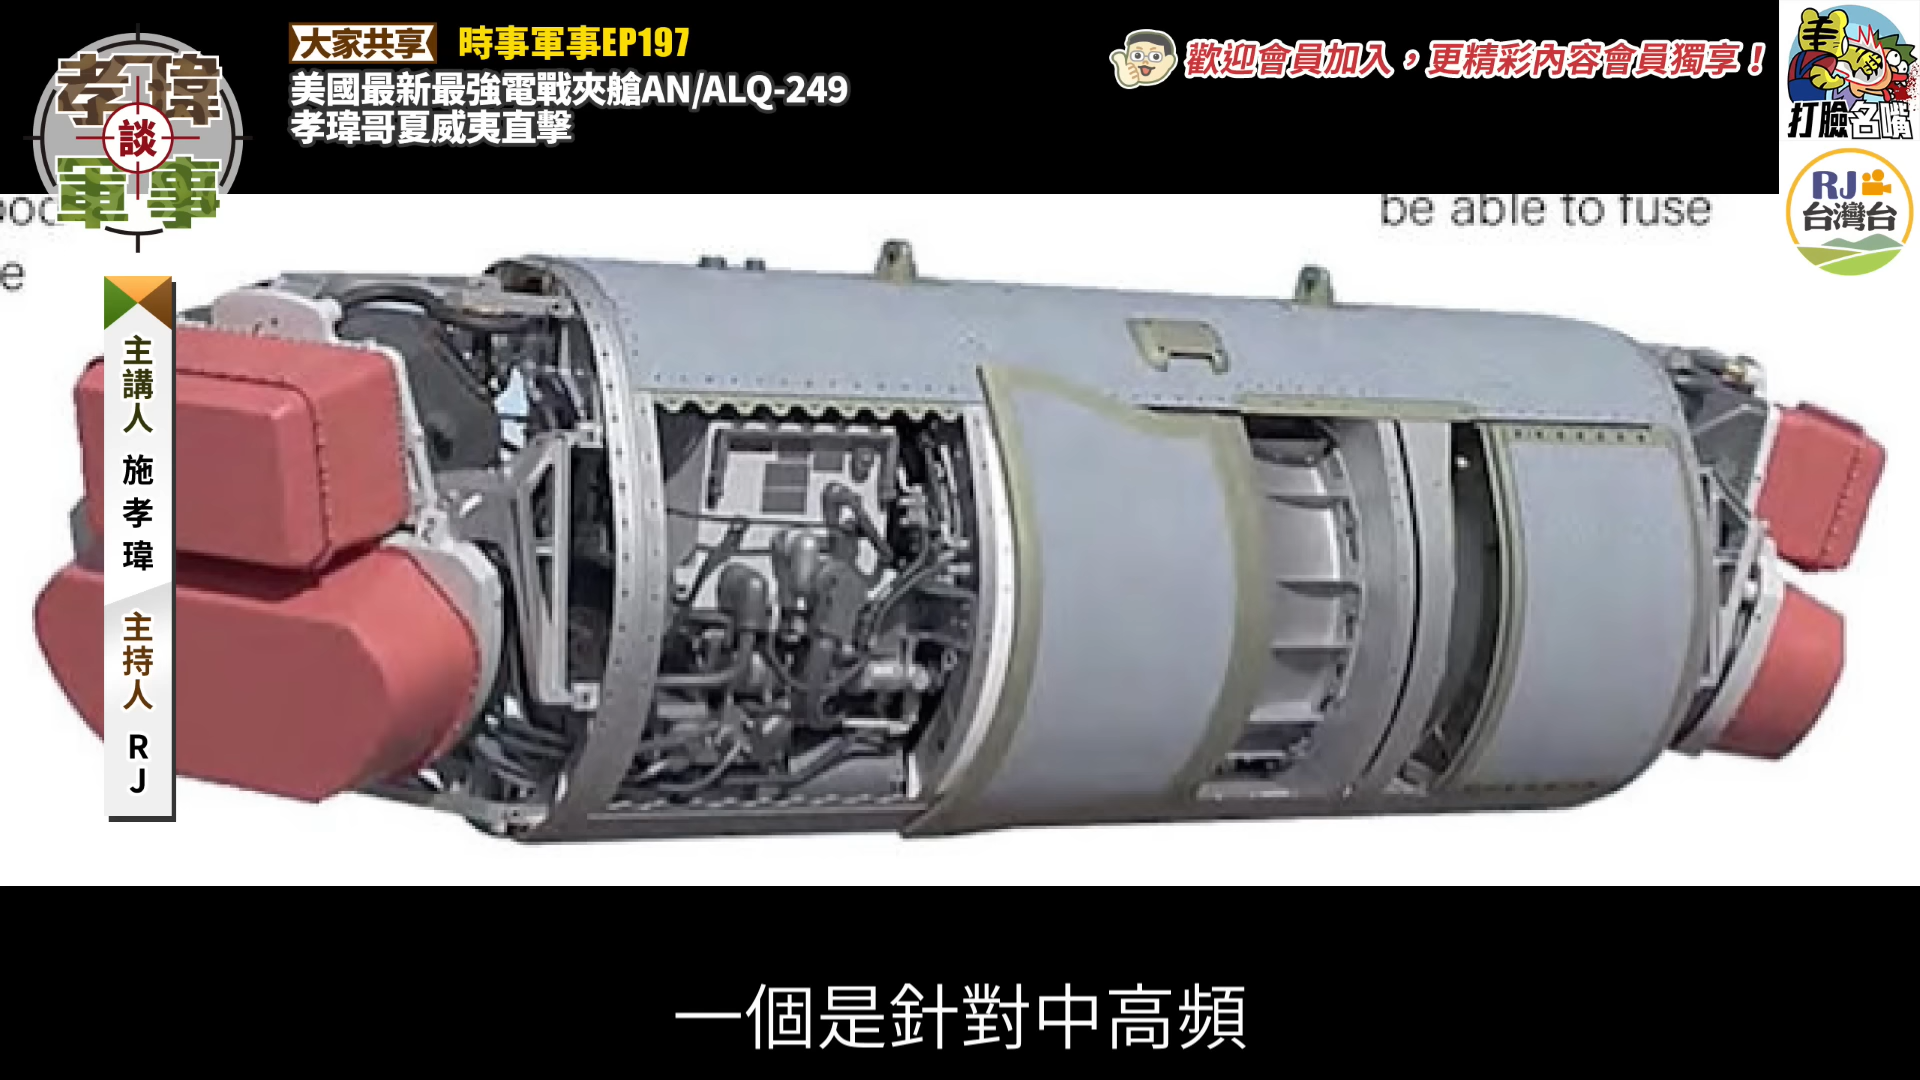 孝瑋
談
軍事
大家共享 時事軍事EP197
美國最新最強電戰夾艙AN/ALQ-249
孝瑋哥夏威夷直擊
歡迎會員加入，更精彩內容會員獨享！
打臉名嘴
RJ
台灣台
be able to fuse
e
主講人 施孝瑋 主持人 RJ
一個是針對中高頻